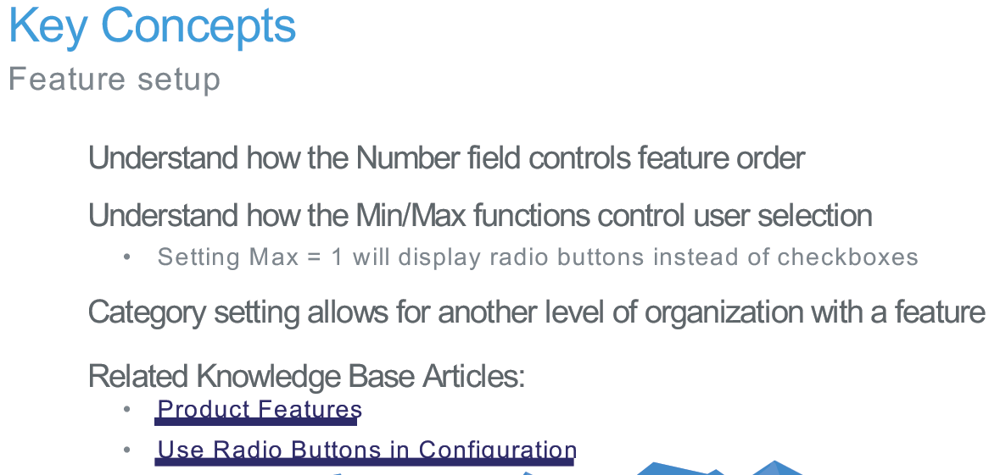 Key Concepts
Feature setup
Understand how the Number field controls feature order
Understand how the Min/Max functions control user selection
• Setting Max = 1 will display radio buttons instead of checkboxes
Category setting allows for another level of organization with a feature
Related Knowledge Base Articles:
• Product Features
• Use Radio Buttons in Configuration